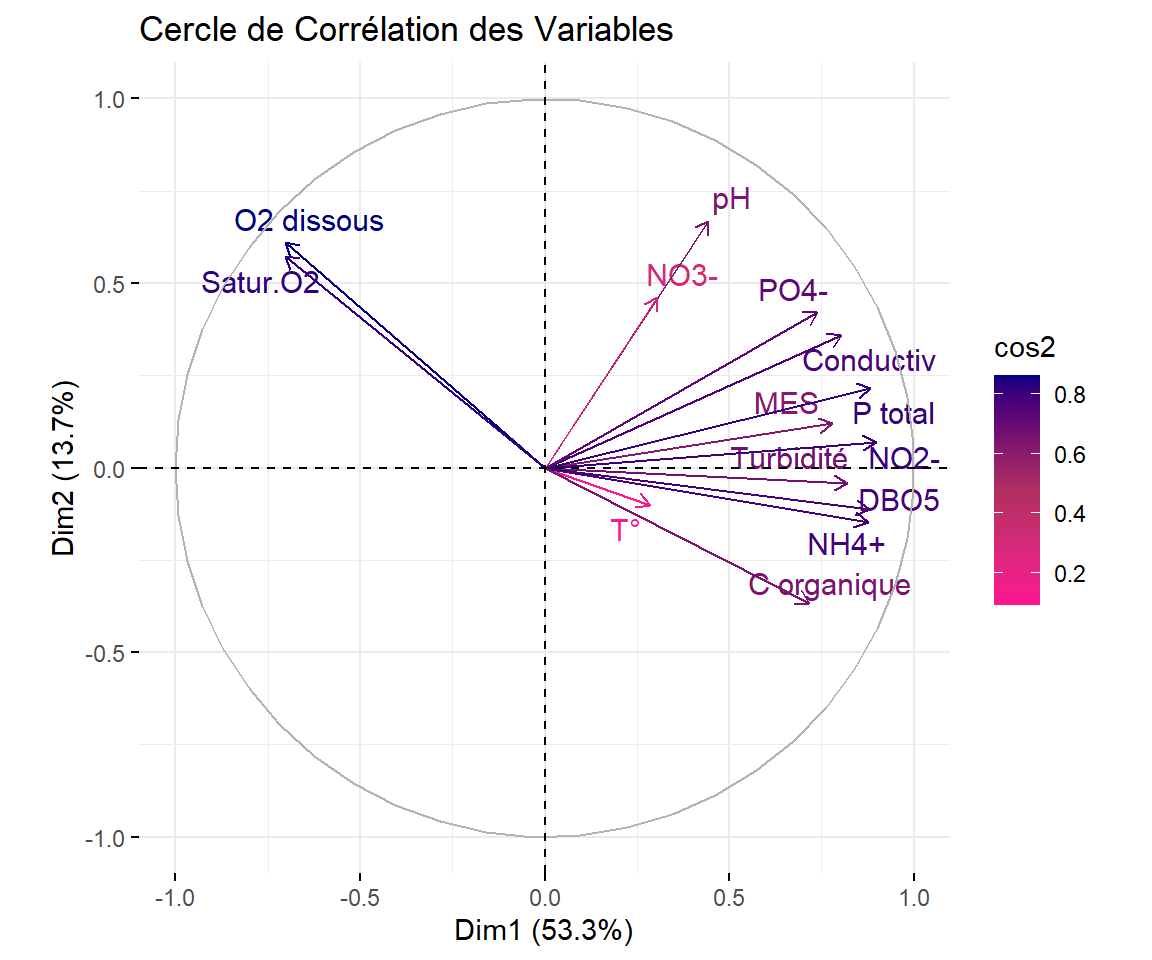 Cercle de Corrélation des Variables
1.0
0.5
0.0
-0.5
-1.0
Dim2 (13.7%)
O2 dissous
Satur.O2
pH
NO3-
PO4-
Conductiv
MES
P total
Turbidité
NO2-
DBO5
T°
NH4+
C organique
-1.0
-0.5
0.0
0.5
1.0
Dim1 (53.3%)
cos2
0.8
0.6
0.4
0.2